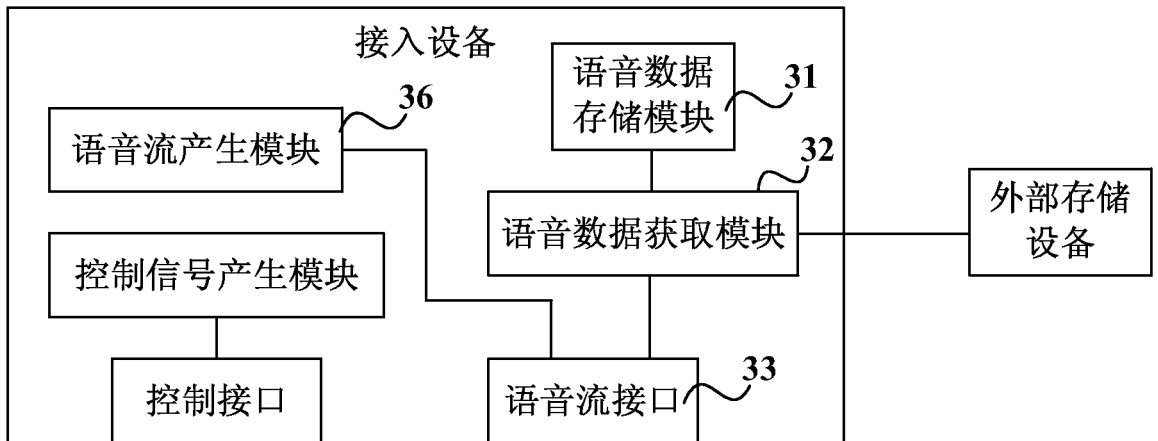 接入设备
语音数据
存储模块
31
36
语音流产生模块
32
语音数据获取模块
外部存储
设备
控制信号产生模块
控制接口
语音流接口
33